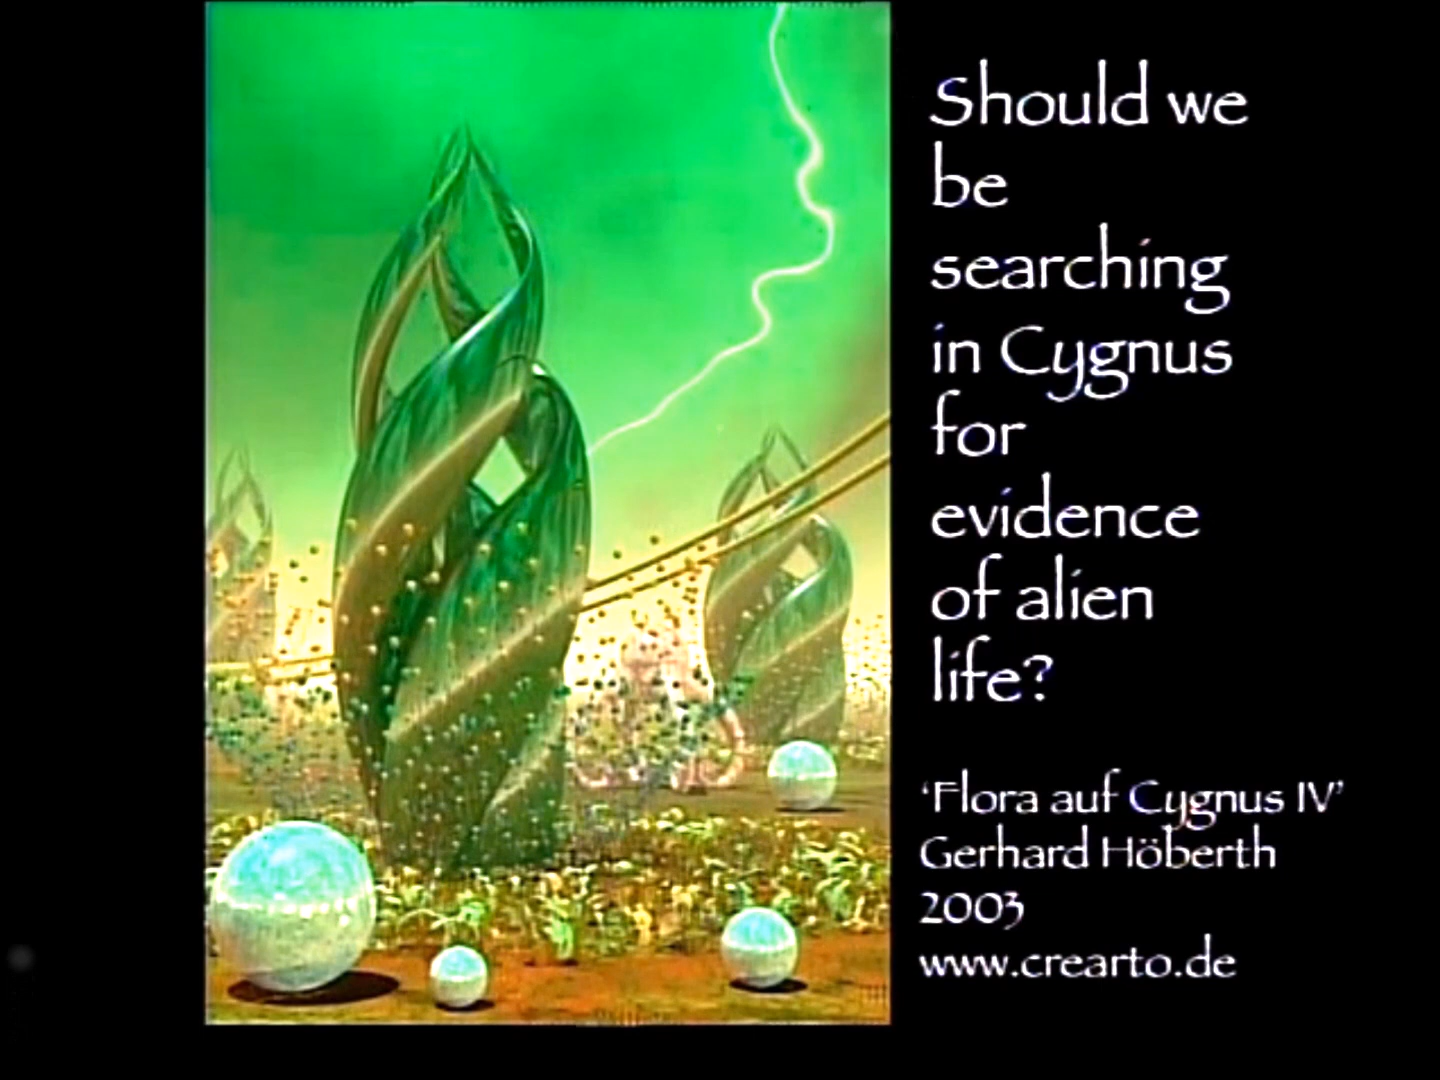 Should we
be
searching
in Cygnus
for
evidence
of alien
life?
'Flora auf Cygnus IV'
Gerhard Höberth
2003
www.crearto.de